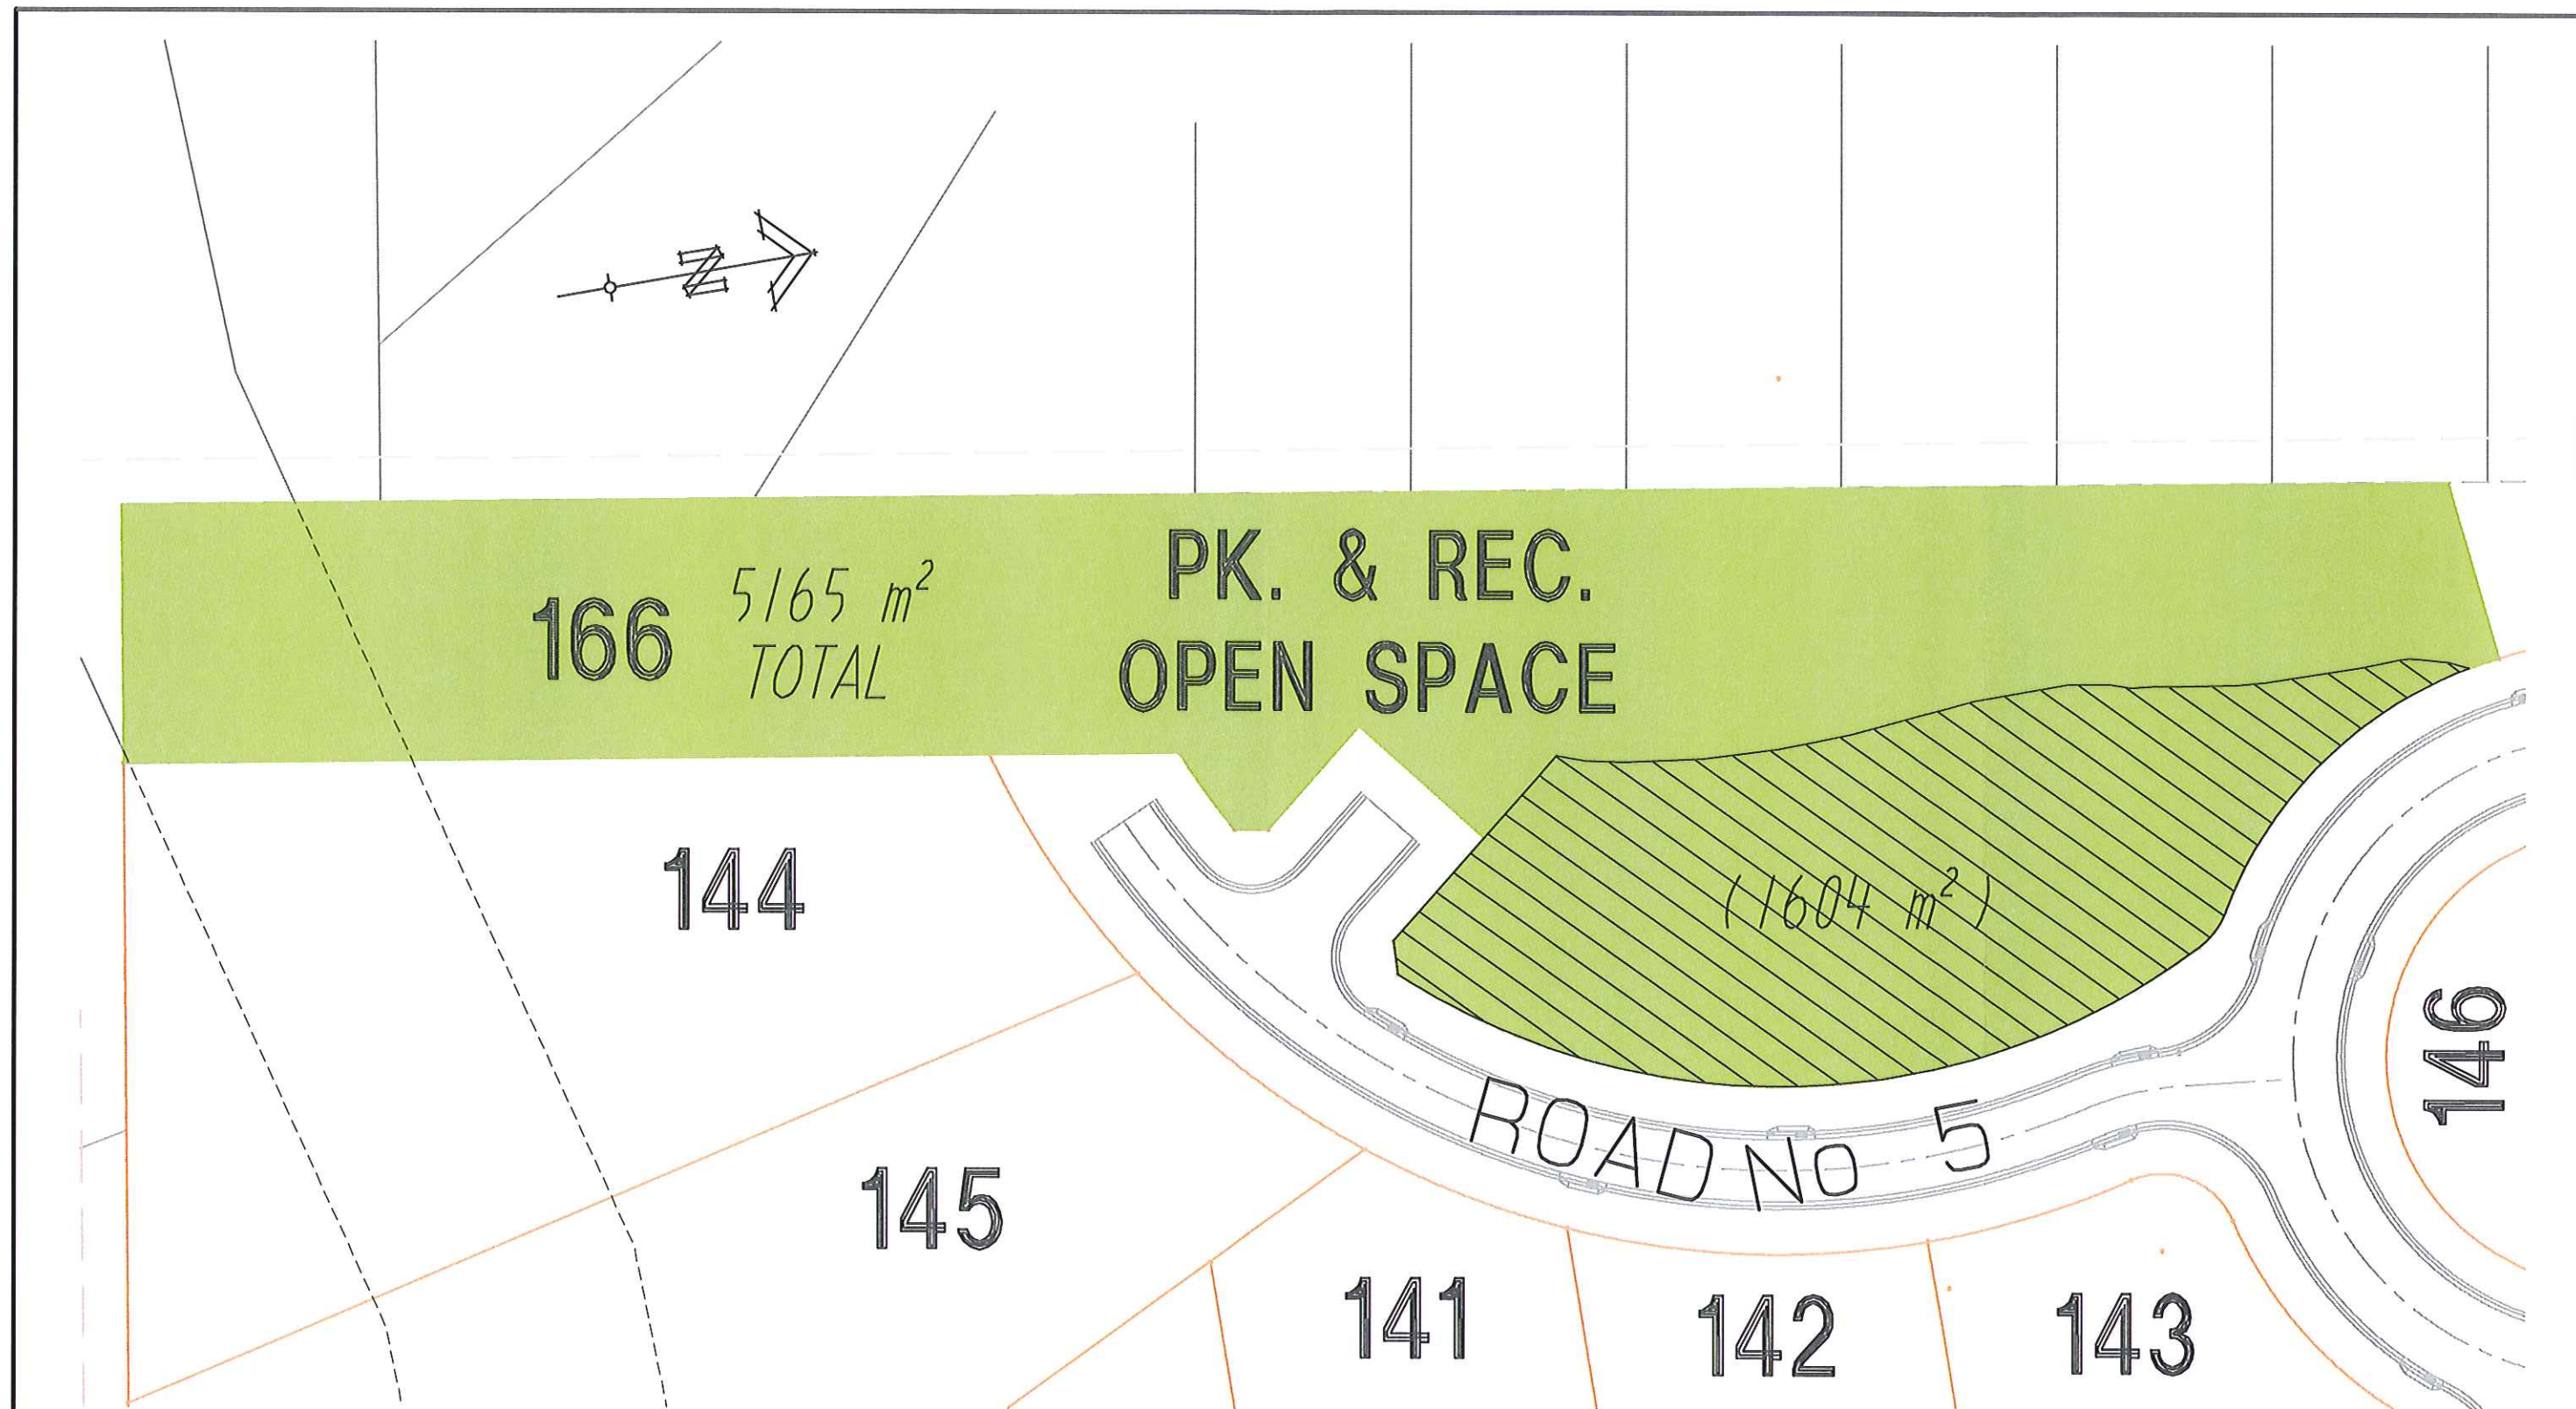 N
PK. & REC.
OPEN SPACE
166
5165 m²
TOTAL
144
(1604 m²)
145
ROAD No 5
146
141
142
143